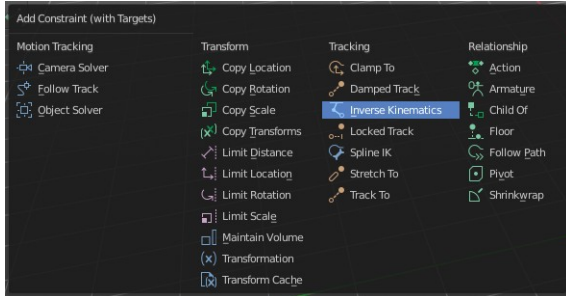 Add Constraint (with Targets)
Motion Tracking
Camera Solver
Follow Track
Object Solver
Transform
Copy Location
Copy Rotation
Copy Scale
Copy Transforms
Limit Distance
Limit Location
Limit Rotation
Limit Scale
Maintain Volume
Transformation
Transform Cache
Tracking
Clamp To
Damped Track
Inverse Kinematics
Locked Track
Spline IK
Stretch To
Track To
Relationship
Action
Armature
Child Of
Floor
Follow Path
Pivot
Shrinkwrap